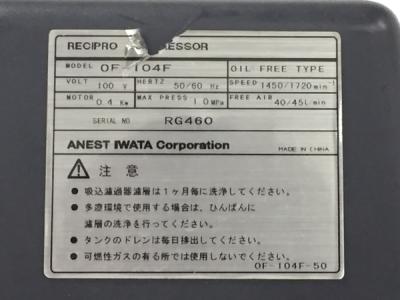 RECIPRO ESSOR
MODEL OF-104F OIL FREE TYPE
VOLT 100 V HERTZ 50/60 Hz SPEED 1450/1720 min
MOTOR 0.4 Kw MAX PRESS 1.0 MPa FREE AIR 40/45L/min
SERIAL NO RG460
ANEST IWATA Corporation MADE IN CHINA
⚠ 注 意
● 吸込濾過器濾層は1ヶ月毎に洗浄してください。
● 多塵環境で使用する場合は、ひんぱんに
濾層の洗浄を行ってください。
● タンクのドレンは毎日排出してください。
● 可燃性ガスの有る所では使用しないでください。
OF-104F-50